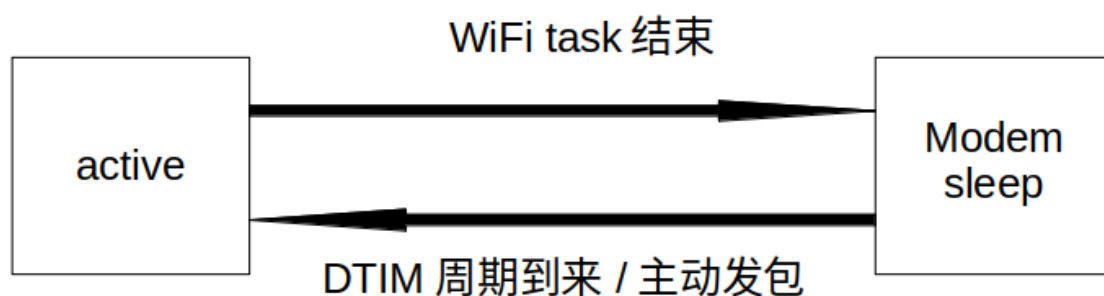 WiFi task 结束
active
Modem
sleep
DTIM 周期到来 / 主动发包